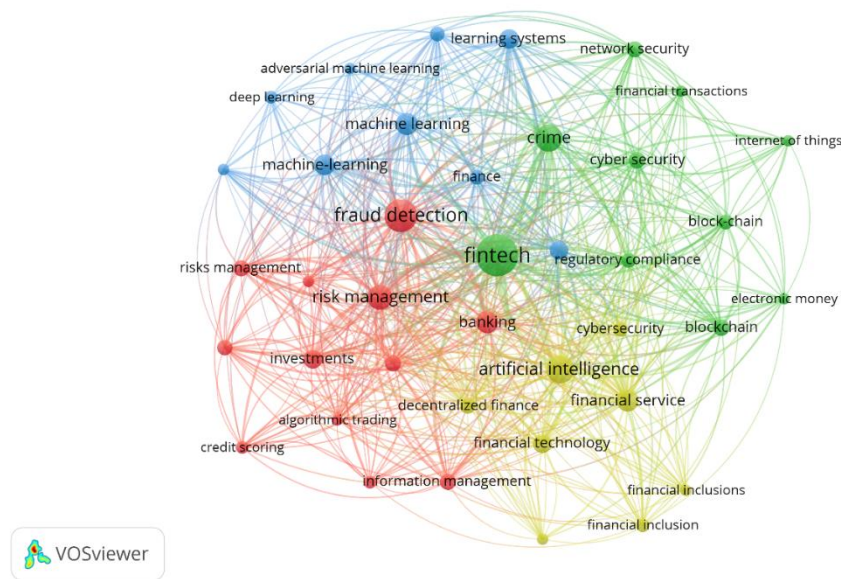 learning systems
network security
adversarial machine learning
financial transactions
deep learning
machine learning
crime
internet of things
machine-learning
cyber security
finance
fraud detection
block-chain
fintech
regulatory compliance
risks management
risk management
electronic money
banking
cybersecurity
blockchain
investments
artificial intelligence
decentralized finance
financial service
algorithmic trading
financial technology
credit scoring
information management
financial inclusions
financial inclusion
VOSviewer